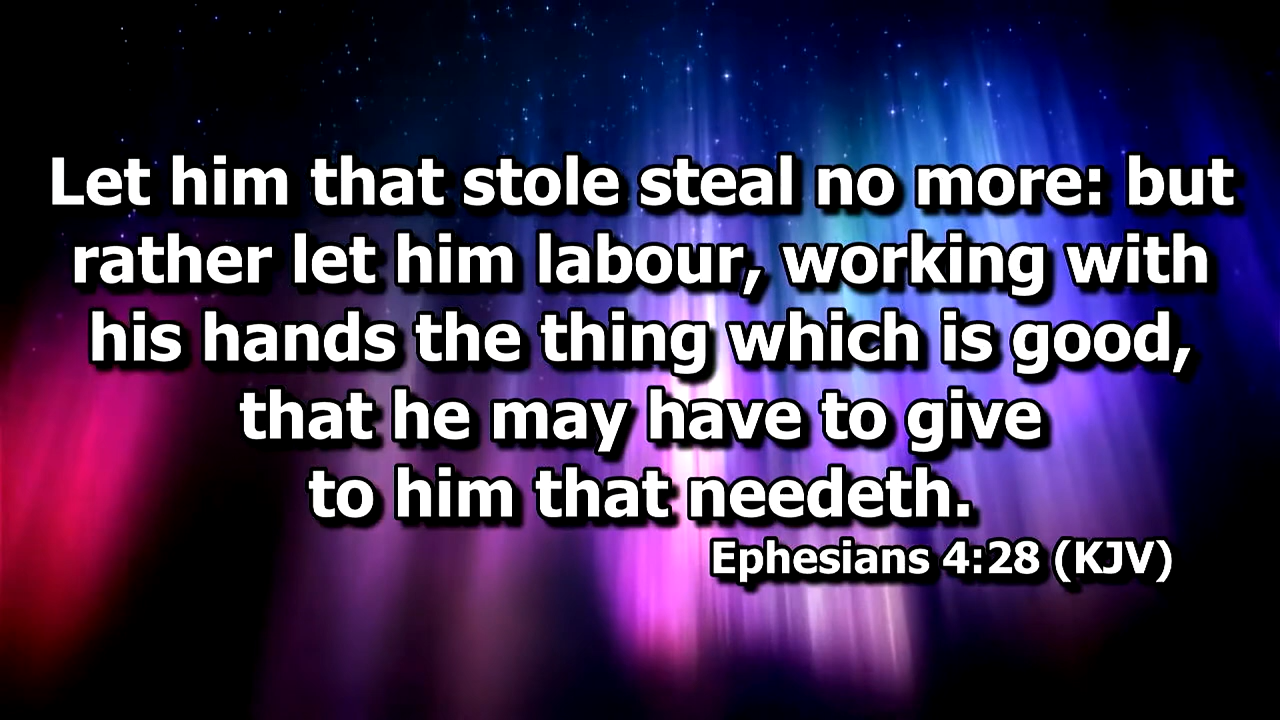 Let him that stole steal no more: but
rather let him labour, working with
his hands the thing which is good,
that he may have to give
to him that needeth.
Ephesians 4:28 (KJV)